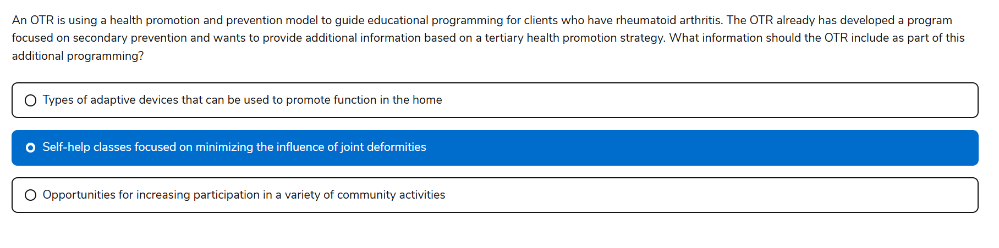 An OTR is using a health promotion and prevention model to guide educational programming for clients who have rheumatoid arthritis. The OTR already has developed a program
focused on secondary prevention and wants to provide additional information based on a tertiary health promotion strategy. What information should the OTR include as part of this
additional programming?
Types of adaptive devices that can be used to promote function in the home
Self-help classes focused on minimizing the influence of joint deformities
Opportunities for increasing participation in a variety of community activities